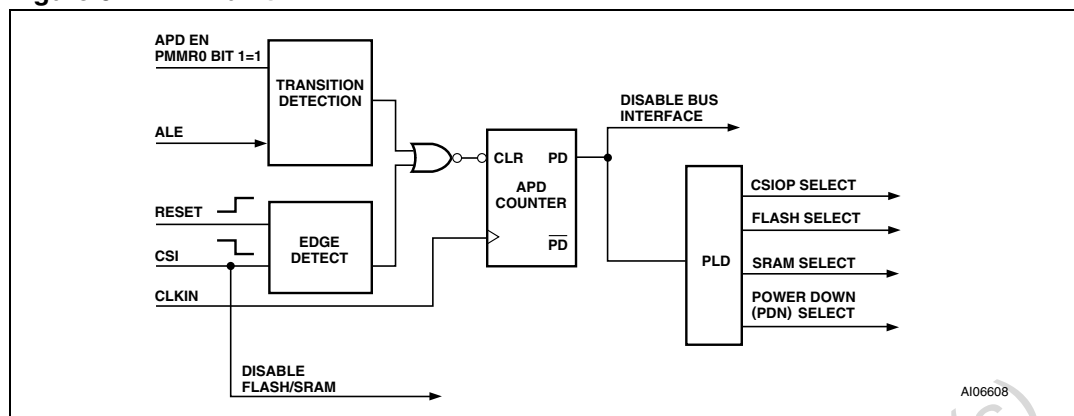 APD EN
PMMR0 BIT 1=1
TRANSITION
DETECTION
ALE
RESET
CSI
EDGE
DETECT
CLKIN
DISABLE
FLASH/SRAM
CLR
PD
APD
COUNTER
PD
DISABLE BUS
INTERFACE
PLD
CSIOP SELECT
FLASH SELECT
SRAM SELECT
POWER DOWN
(PDN) SELECT
AI06608